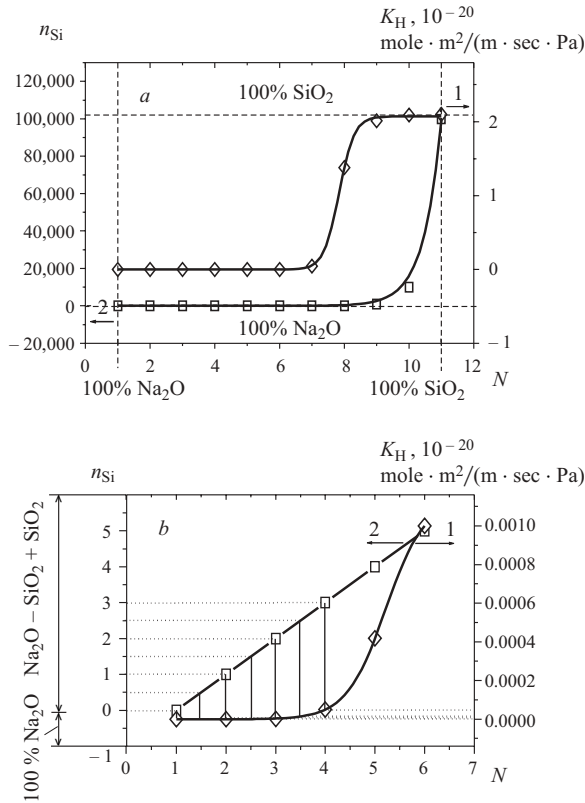 n_Si
K_H , 10⁻²⁰
mole · m²/(m · sec · Pa)
120,000
100,000
80,000
60,000
40,000
20,000
0
– 20,000
a
100% SiO₂
1
2
100% Na₂O
2
1
0
– 1
0 2 4 6 8 10 12
100% Na₂O
100% SiO₂
N
n_Si
K_H , 10⁻²⁰
mole · m²/(m · sec · Pa)
100 % Na₂O Na₂O – SiO₂ + SiO₂
5
4
3
2
1
0
– 1
b
2 1
0.0010
0.0008
0.0006
0.0004
0.0002
0.0000
0 1 2 3 4 5 6 7
N